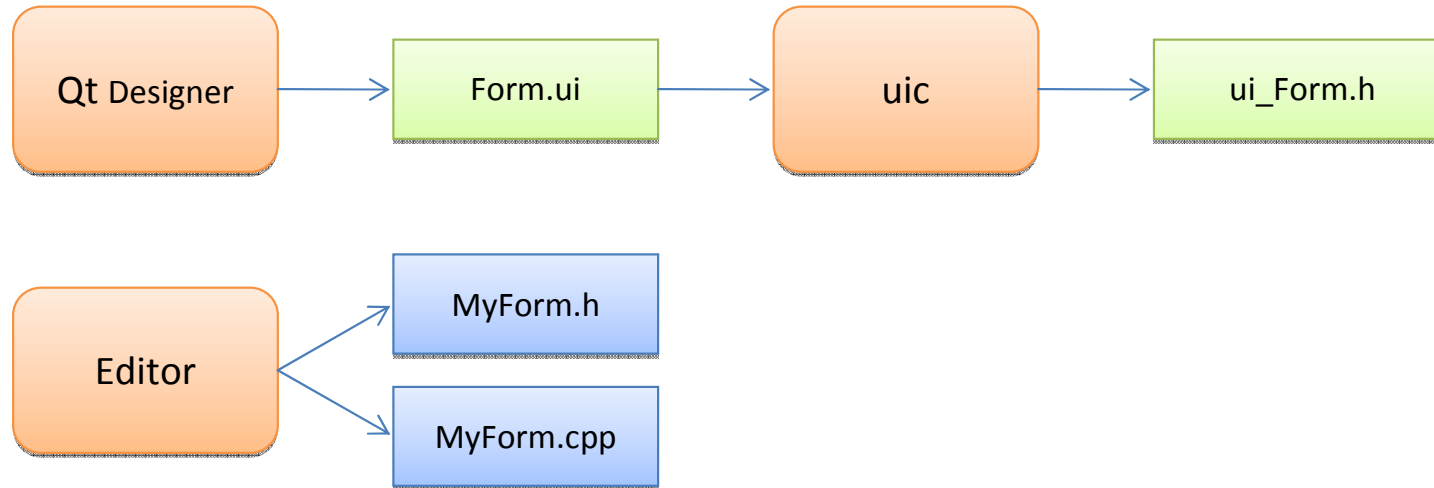 Qt Designer
Form.ui
uic
ui_Form.h
MyForm.h
Editor
MyForm.cpp